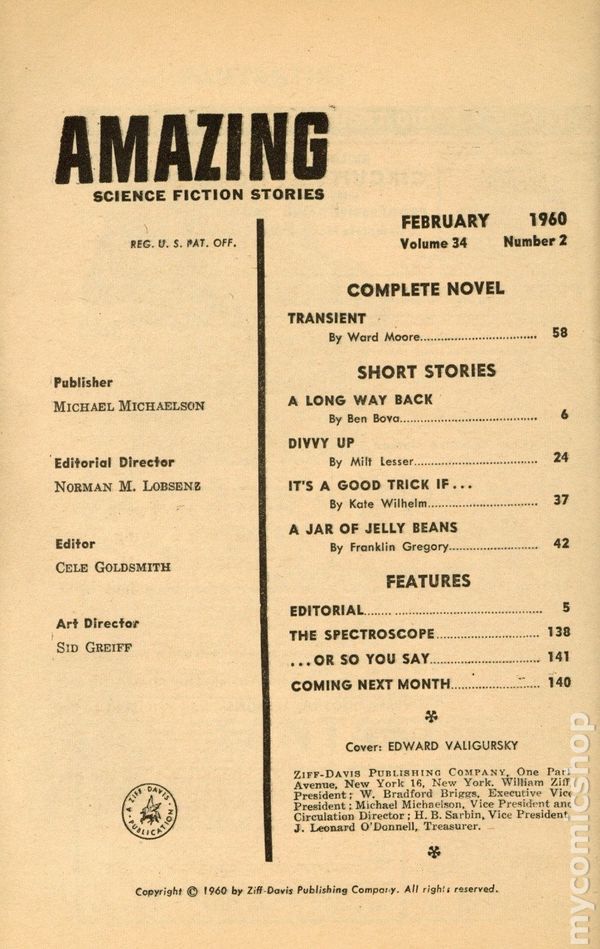 AMAZING
SCIENCE FICTION STORIES
REG. U. S. PAT. OFF.
FEBRUARY 1960
Volume 34 Number 2
Publisher
MICHAEL MICHAELSON
Editorial Director
NORMAN M. LOBSENZ
Editor
CELE GOLDSMITH
Art Director
SID GREIFF
A ZIFF DAVIS PUBLICATION
COMPLETE NOVEL
TRANSIENT
By Ward Moore................................ 58
SHORT STORIES
A LONG WAY BACK
By Ben Bova...................................... 6
DIVVY UP
By Milt Lesser.................................. 24
IT'S A GOOD TRICK IF...
By Kate Wilhelm.............................. 37
A JAR OF JELLY BEANS
By Franklin Gregory........................ 42
FEATURES
EDITORIAL............................................ 5
THE SPECTROSCOPE........................... 138
...OR SO YOU SAY............................. 141
COMING NEXT MONTH....................... 140
Cover: EDWARD VALIGURSKY
ZIFF-DAVIS PUBLISHING COMPANY, One Park
Avenue, New York 16, New York. William Ziff,
President; W. Bradford Briggs, Executive Vice
President; Michael Michaelson, Vice President and
Circulation Director; H. B. Sarbin, Vice President,
J. Leonard O'Donnell, Treasurer.
Copyright © 1960 by Ziff-Davis Publishing Company. All rights reserved.
mycomicshop